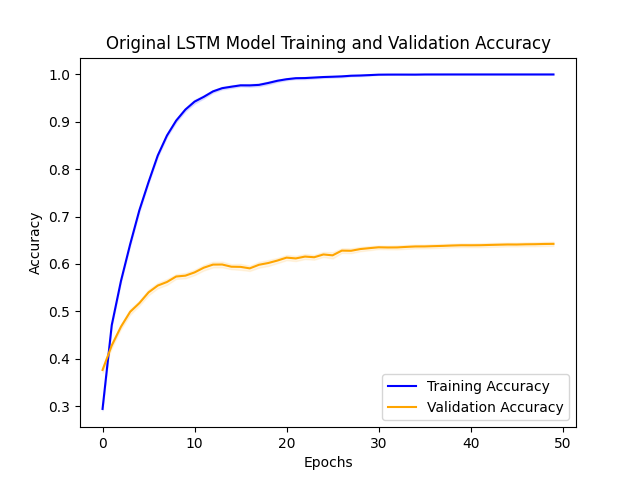 Original LSTM Model Training and Validation Accuracy
1.0
0.9
0.8
0.7
0.6
0.5
0.4
0.3
Accuracy
0 10 20 30 40 50
Epochs
Training Accuracy
Validation Accuracy